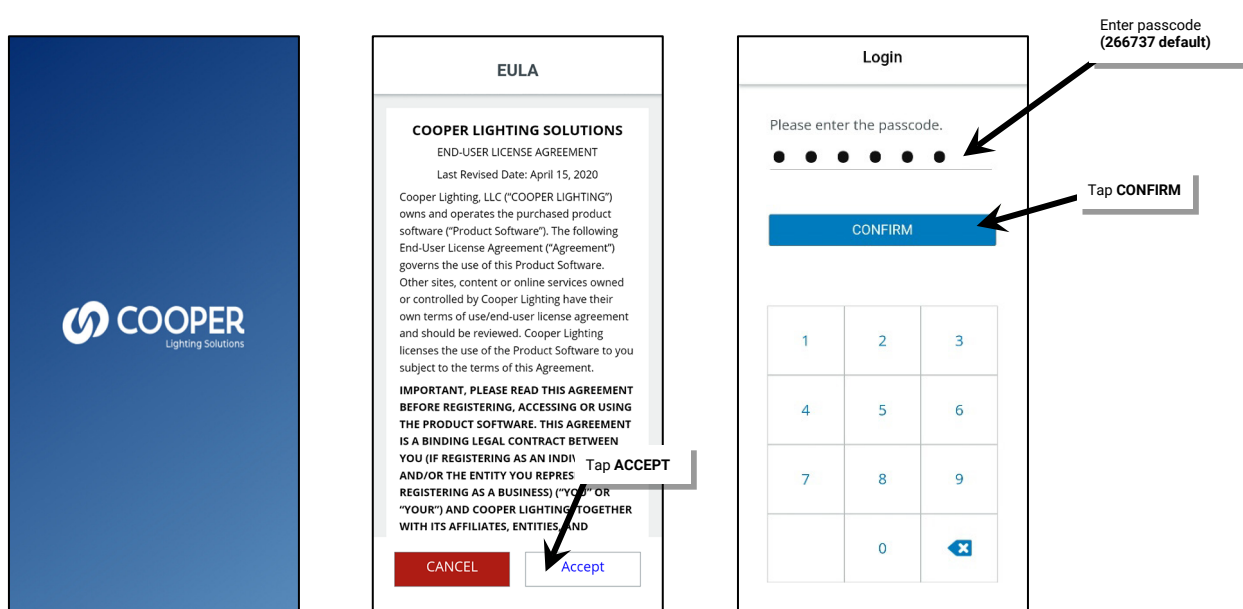 COOPER
Lighting Solutions
EULA
COOPER LIGHTING SOLUTIONS
END-USER LICENSE AGREEMENT
Last Revised Date: April 15, 2020
Cooper Lighting, LLC (“COOPER LIGHTING”)
owns and operates the purchased product
software (“Product Software”). The following
End-User License Agreement (“Agreement”)
governs the use of this Product Software.
Other sites, content or online services owned
or controlled by Cooper Lighting have their
own terms of use/end-user license agreement
and should be reviewed. Cooper Lighting
licenses the use of the Product Software to you
subject to the terms of this Agreement.
IMPORTANT, PLEASE READ THIS AGREEMENT
BEFORE REGISTERING, ACCESSING OR USING
THE PRODUCT SOFTWARE. THIS AGREEMENT
IS A BINDING LEGAL CONTRACT BETWEEN
YOU (IF REGISTERING AS AN
AND/OR THE ENTITY YOU
REGISTERING AS A BUSINESS) (“YOU” OR
“YOUR”) AND COOPER LIGHTING, TOGETHER
WITH ITS AFFILIATES, ENTITIES, AND
Tap ACCEPT
CANCEL
Accept
Login
Please enter the passcode.
Enter passcode
(266737 default)
CONFIRM
Tap CONFIRM
1 2 3
4 5 6
7 8 9
0